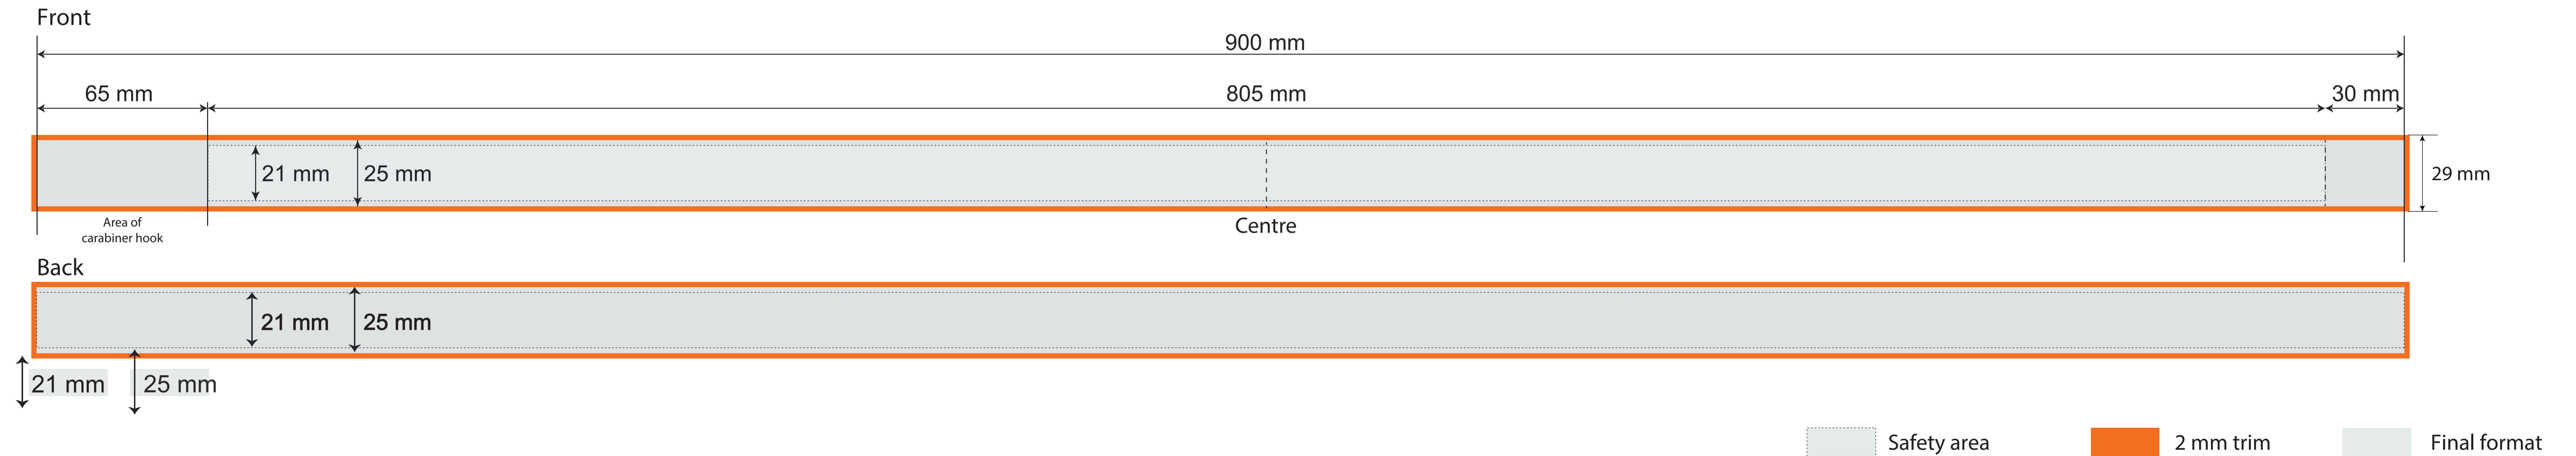 Front
900 mm
65 mm
805 mm
30 mm
21 mm
25 mm
29 mm
Area of
carabiner hook
Centre
Back
21 mm
25 mm
21 mm
25 mm
Safety area
2 mm trim
Final format